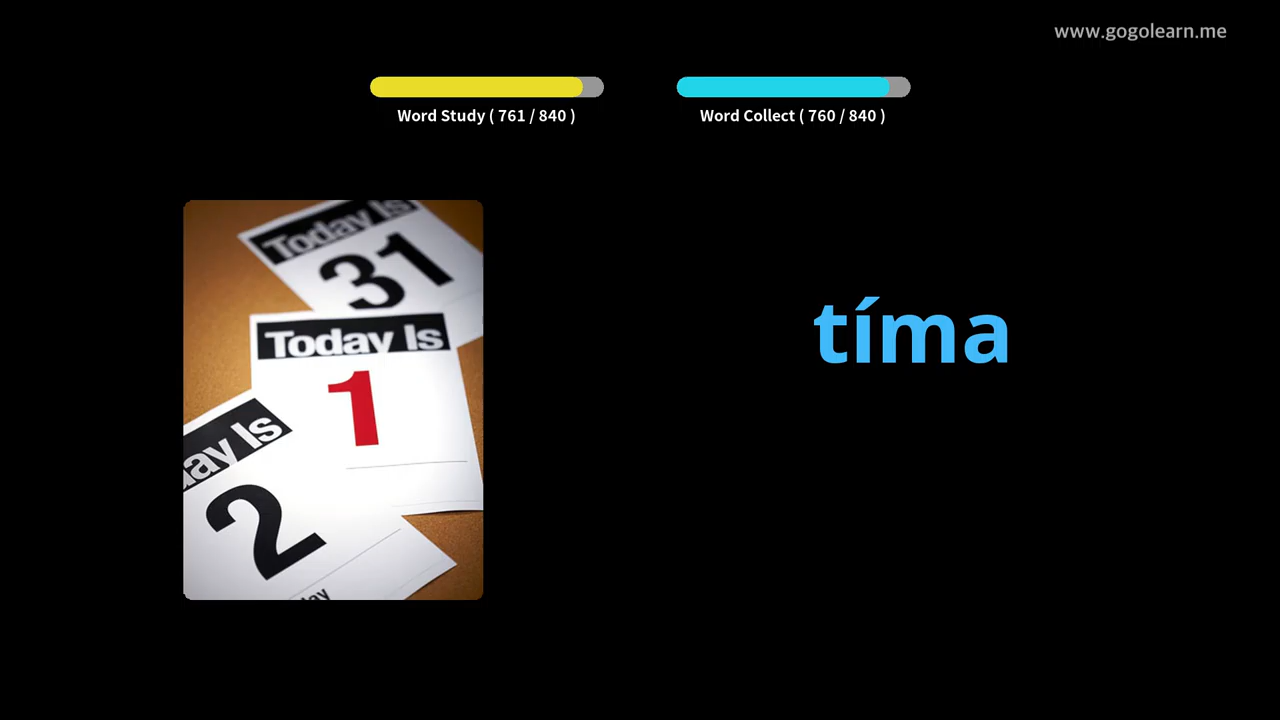 www.gogolearn.me
Word Study ( 761 / 840 )
Word Collect ( 760 / 840 )
Today Is
31
Today Is
1
ay Is
2
day
tíma